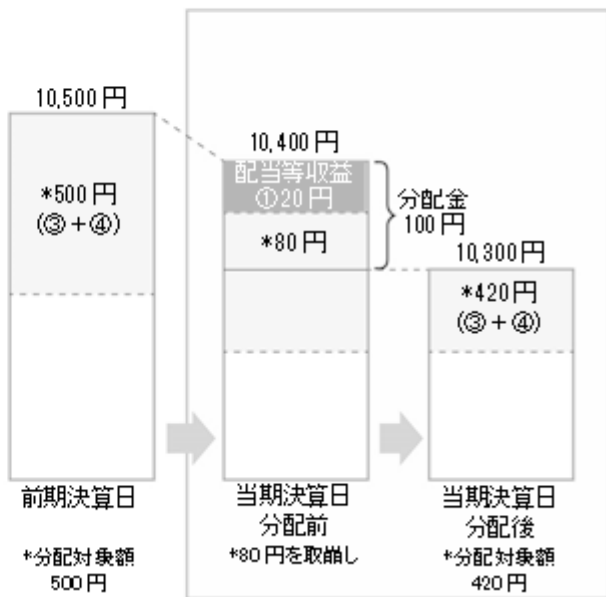 10,500円
*500円
(③+④)
前期決算日
*分配対象額
500円
10,400円
配当等収益
①20円
*80円
分配金
100円
当期決算日
分配前
*80円を取崩し
10,300円
*420円
(③+④)
当期決算日
分配後
*分配対象額
420円